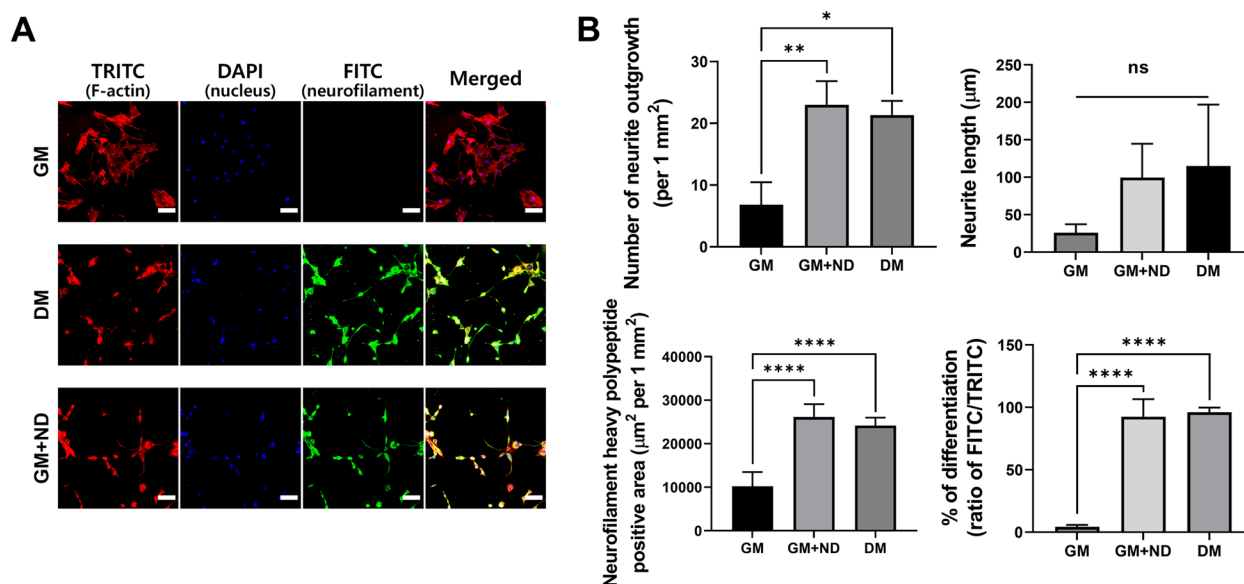 A
TRITC
(F-actin)
DAPI
(nucleus)
FITC
(neurofilament)
Merged
GM
DM
GM+ND
B
Number of neurite outgrowth
(per 1 mm²)
30
20
10
0
**
*
GM
GM+ND
DM
Neurite length (μm)
250
200
150
100
50
0
ns
GM
GM+ND
DM
Neurofilament heavy polypeptide
positive area (μm² per 1 mm²)
40000
30000
20000
10000
0
****
****
GM
GM+ND
DM
% of differentiation
(ratio of FITC/TRITC)
150
100
50
0
****
****
GM
GM+ND
DM